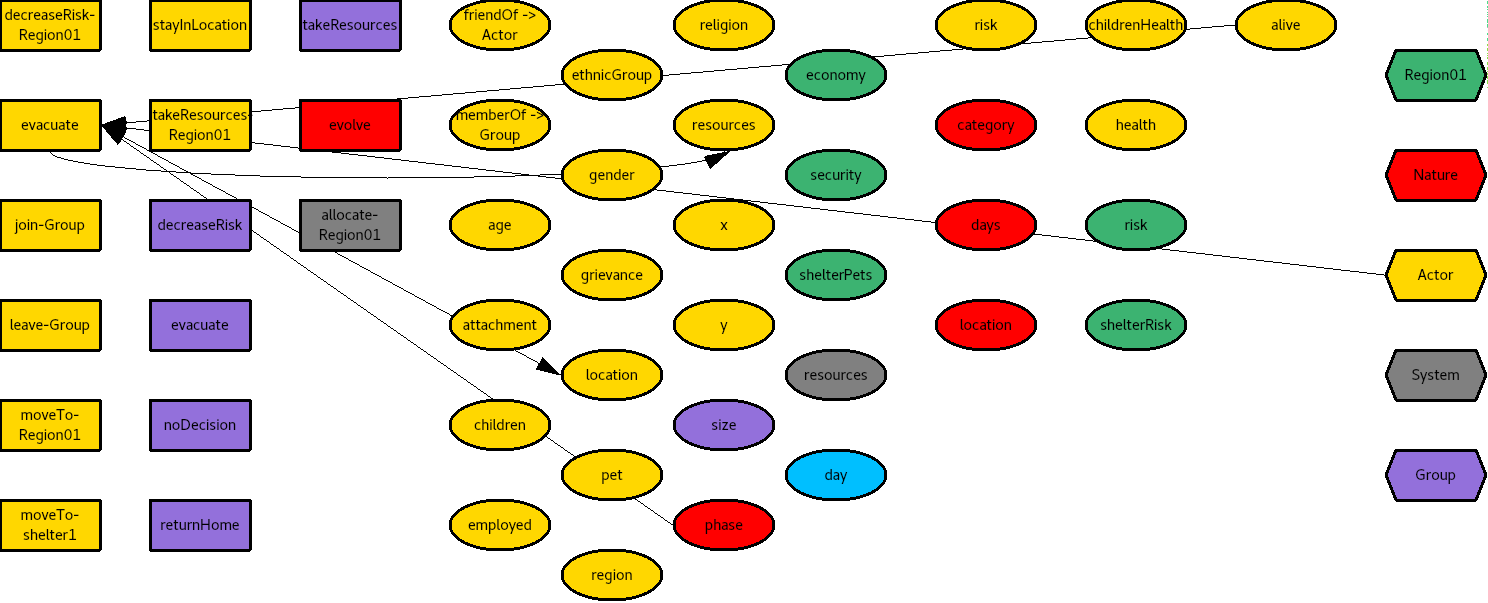 decreaseRisk-
Region01
stayInLocation
takeResources
friendOf ->
Actor
religion
risk
childrenHealth
alive
ethnicGroup
economy
Region01
evacuate
takeResources-
Region01
evolve
memberOf ->
Group
resources
category
health
gender
security
Nature
join-Group
decreaseRisk
allocate-
Region01
age
x
days
risk
grievance
shelterPets
Actor
leave-Group
evacuate
attachment
y
location
shelterRisk
location
resources
System
moveTo-
Region01
noDecision
children
size
pet
day
Group
moveTo-
shelter1
returnHome
employed
phase
region